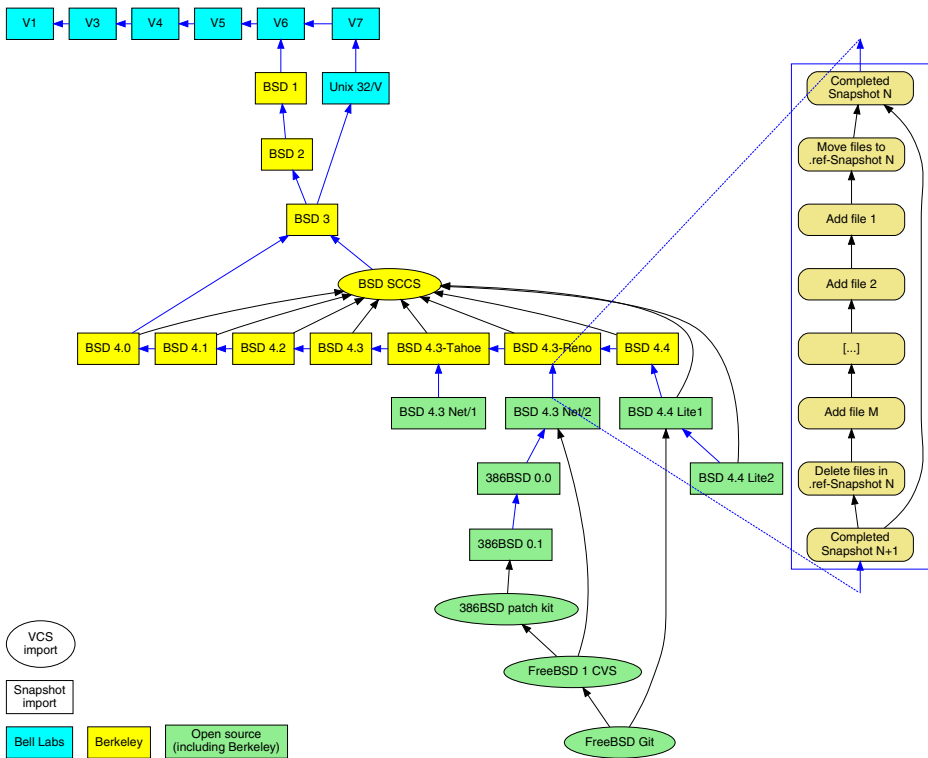 V1
V3
V4
V5
V6
V7
BSD 1
Unix 32/V
Completed
Snapshot N
BSD 2
Move files to
.ref-Snapshot N
BSD 3
Add file 1
BSD SCCS
Add file 2
BSD 4.0
BSD 4.1
BSD 4.2
BSD 4.3
BSD 4.3-Tahoe
BSD 4.3-Reno
BSD 4.4
[...]
BSD 4.3 Net/1
BSD 4.3 Net/2
BSD 4.4 Lite1
Add file M
386BSD 0.0
BSD 4.4 Lite2
Delete files in
.ref-Snapshot N
386BSD 0.1
Completed
Snapshot N+1
386BSD patch kit
VCS
import
FreeBSD 1 CVS
Snapshot
import
Bell Labs
Berkeley
Open source
(including Berkeley)
FreeBSD Git